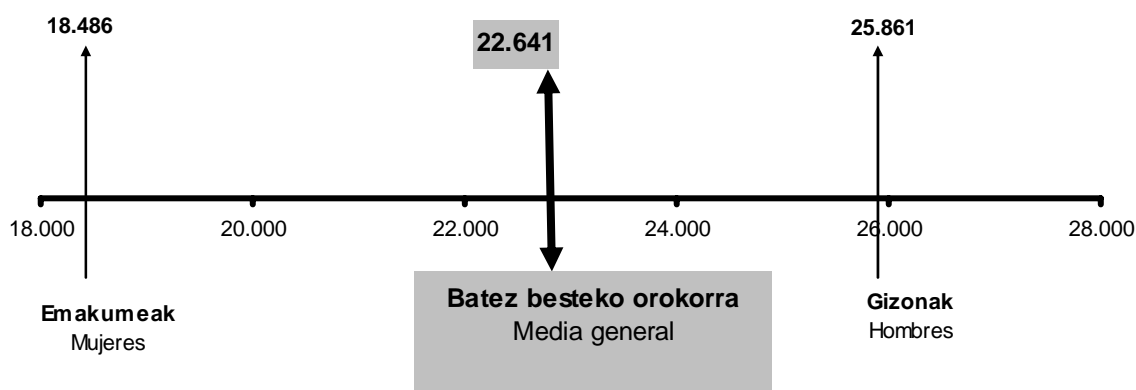 18.486
22.641
25.861
18.000 20.000 22.000 24.000 26.000 28.000
Emakumeak
Mujeres
Batez besteko orokorra
Media general
Gizonak
Hombres